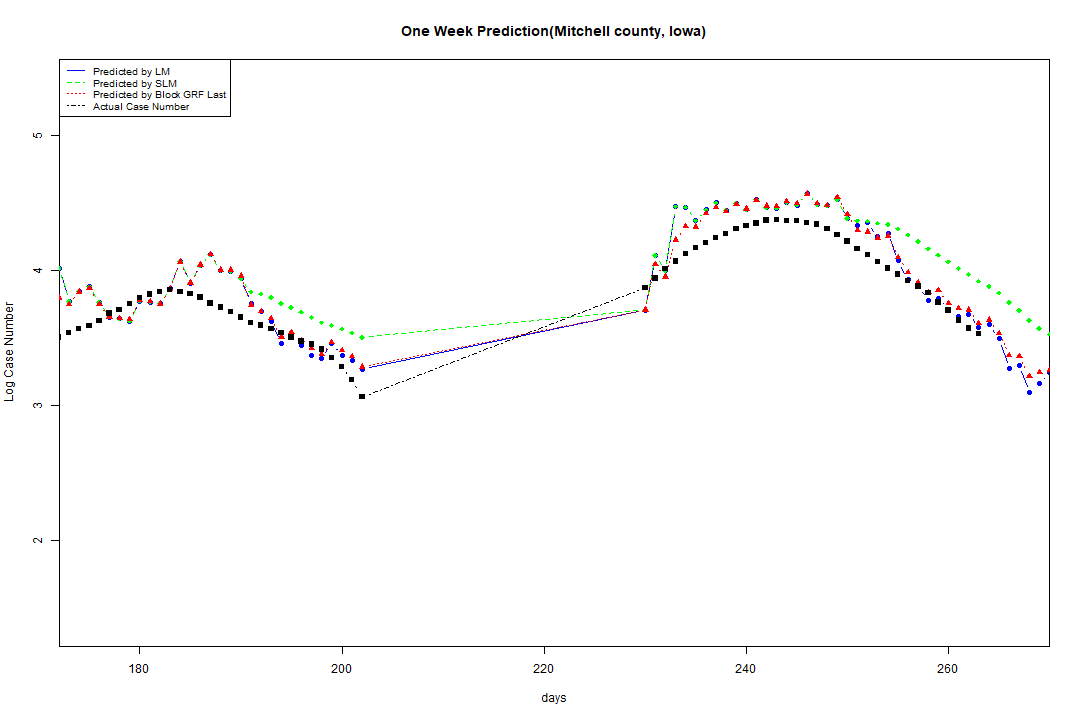 One Week Prediction(Mitchell county, Iowa)
Predicted by LM
Predicted by SLM
Predicted by Block GRF Last
Actual Case Number
5
4
3
2
Log Case Number
180 200 220 240 260
days